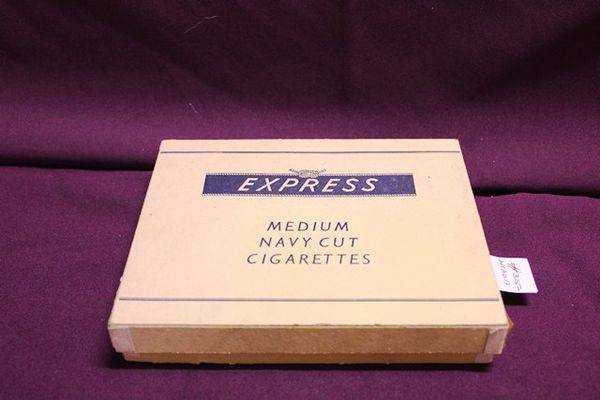 EXPRESS
MEDIUM
NAVY CUT
CIGARETTES